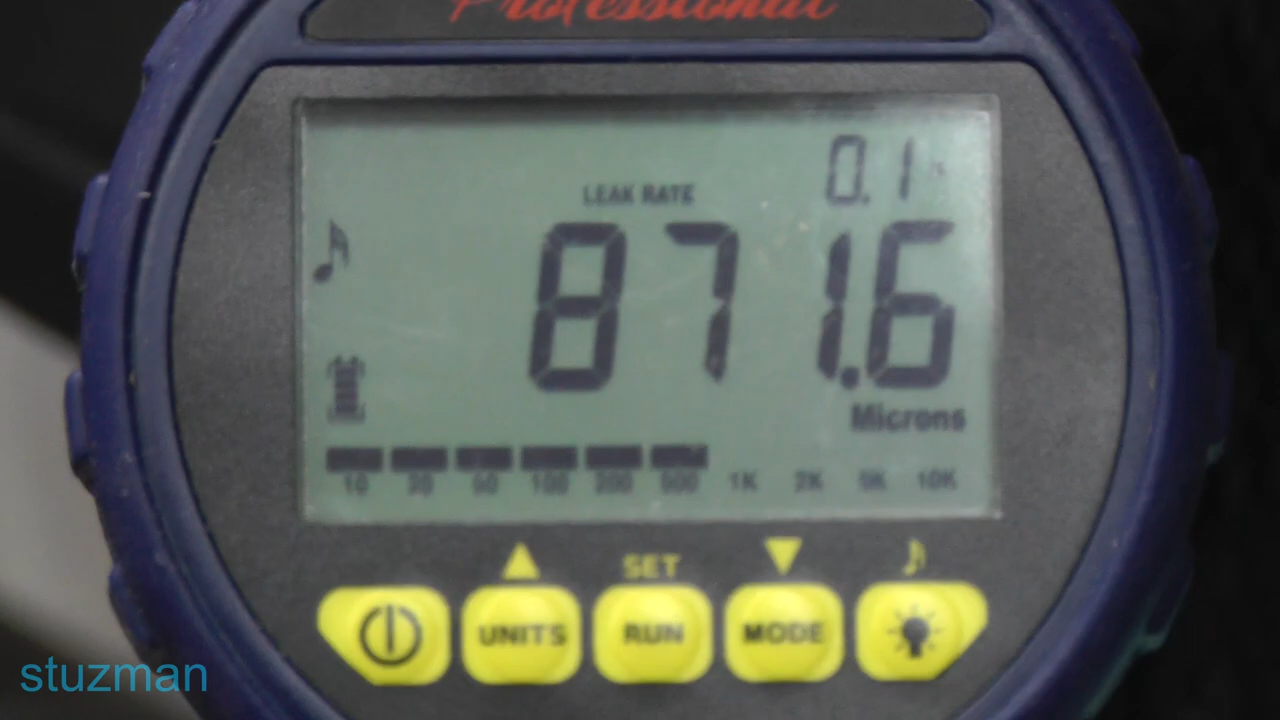 Professional
0.1
LEAK RATE
871.6
Microns
10 20 50 100 200 500 1K 2K 5K 10K
SET
UNITS RUN MODE
stuzman